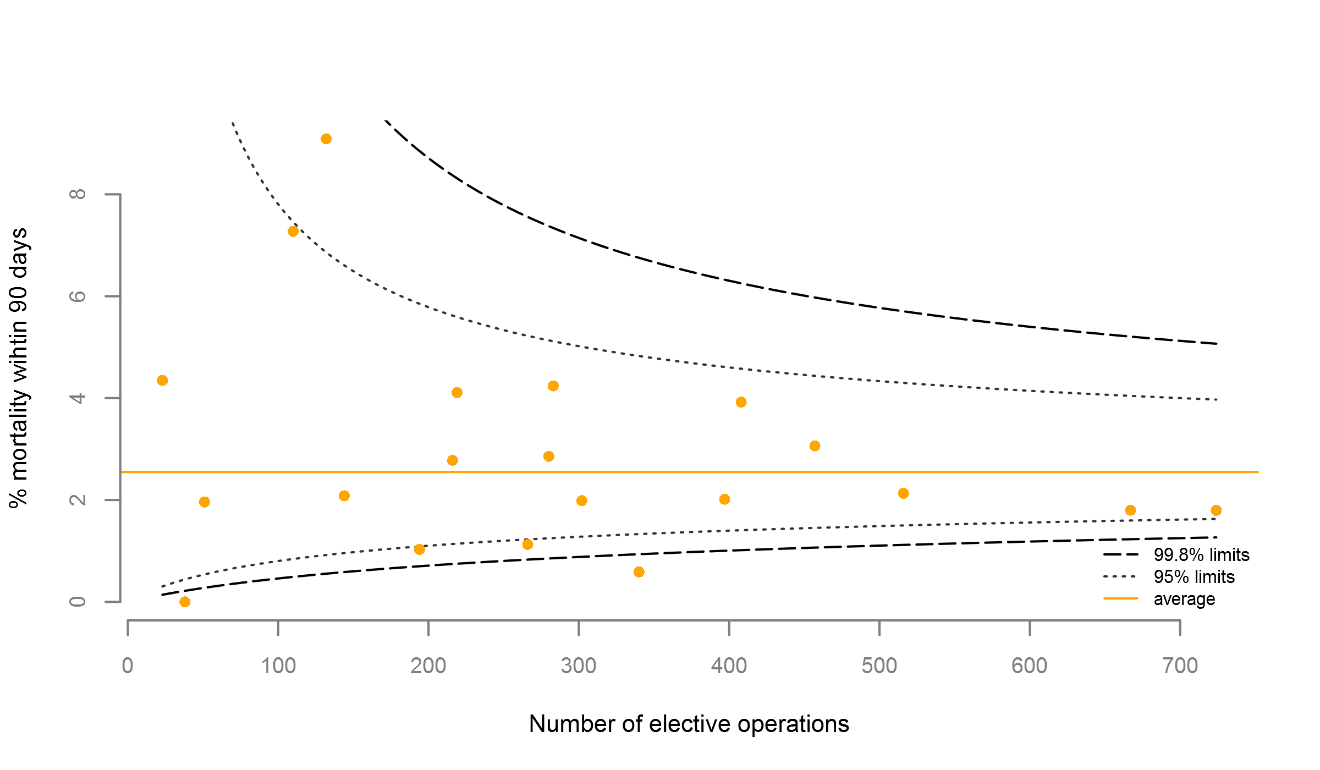 % mortality wihtin 90 days
8
6
4
2
0
99.8% limits
95% limits
average
0 100 200 300 400 500 600 700
Number of elective operations